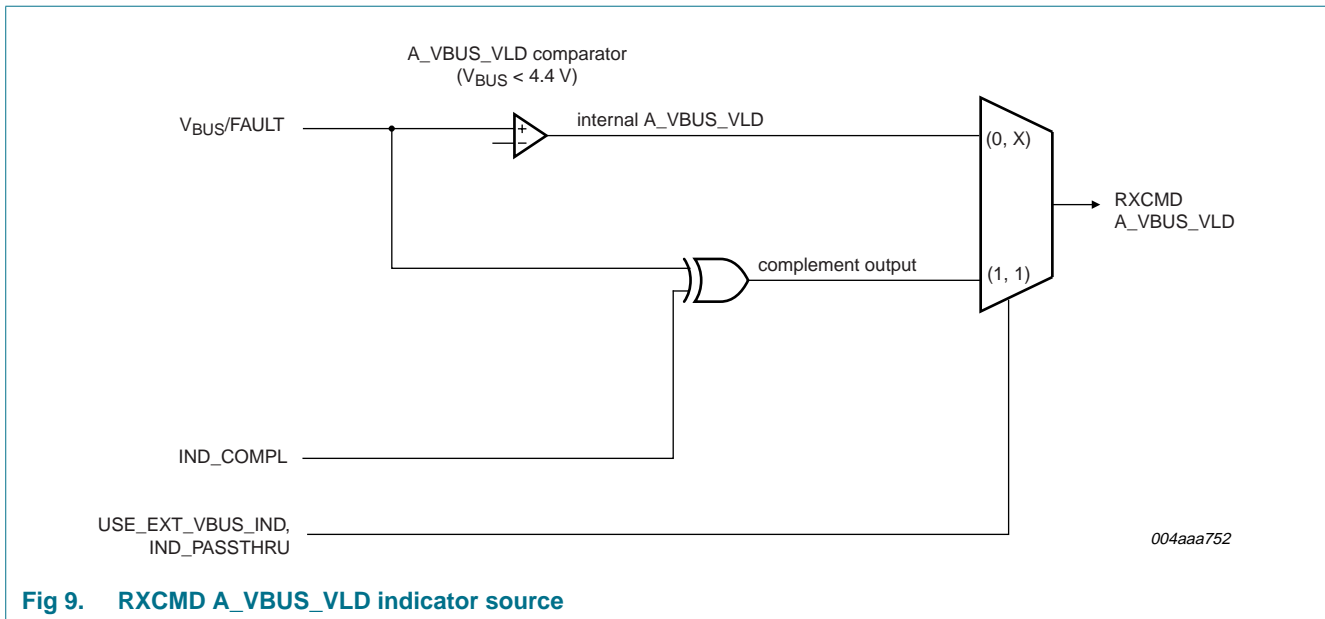 A_VBUS_VLD comparator
(VBUS < 4.4 V)
VBUS/FAULT
+
−
internal A_VBUS_VLD
(0, X)
RXCMD
A_VBUS_VLD
complement output
(1, 1)
IND_COMPL
USE_EXT_VBUS_IND,
IND_PASSTHRU
004aaa752
Fig 9. RXCMD A_VBUS_VLD indicator source